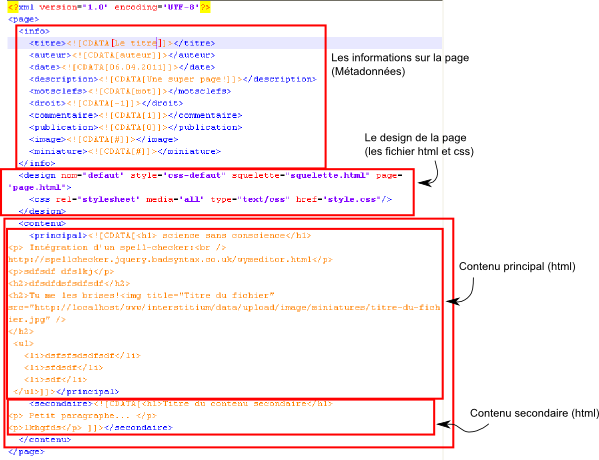 <?xml version="1.0" encoding="UTF-8"?>
<page>
<info>
<titre><![CDATA[Le titre]]></titre>
<auteur><![CDATA[auteur]]></auteur>
<date><![CDATA[06.04.2011]]></date>
<description><![CDATA[Une super page!]]></description>
<motsclefs><![CDATA[mot]]></motsclefs>
<droit><![CDATA[-1]]></droit>
<commentaire><![CDATA[1]]></commentaire>
<publication><![CDATA[0]]></publication>
<image><![CDATA[#]]></image>
<miniature><![CDATA[#]]></miniature>
</info>
Les informations sur la page
(Métadonnées)
<design nom="defaut" style="css-defaut" squelette="squelette.html" page=
"page.html">
<css rel="stylesheet" media="all" type="text/css" href="style.css"/>
</design>
Le design de la page
(les fichier html et css)
<contenu>
<principal><![CDATA[<h1> science sans conscience</h1>
<p> Intégration d'un spell-checker:<br />
http://spellchecker.jquery.badsyntax.co.uk/wymeditor.html</p>
<p>sdfsdf dfslkj</p>
<h2>dfsdfdefsdfsdf</h2>
<h2>Tu me les brises!<img title="Titre du fichier"
src="http://localhost/www/interstitium/data/upload/image/miniatures/titre-du-fich
ier.jpg" />
</h2>
<ul>
<li>dsfsfsdsdfsdf</li>
<li>sfdsdf</li>
<li>sdf</li>
</ul>]]></principal>
Contenu principal (html)
<secondaire><![CDATA[<h1>Titre du contenu secondaire</h1>
<p> Petit paragraphe... </p>
<p>lkhqfds</p> ]]></secondaire>
</contenu>
</page>
Contenu secondaire (html)